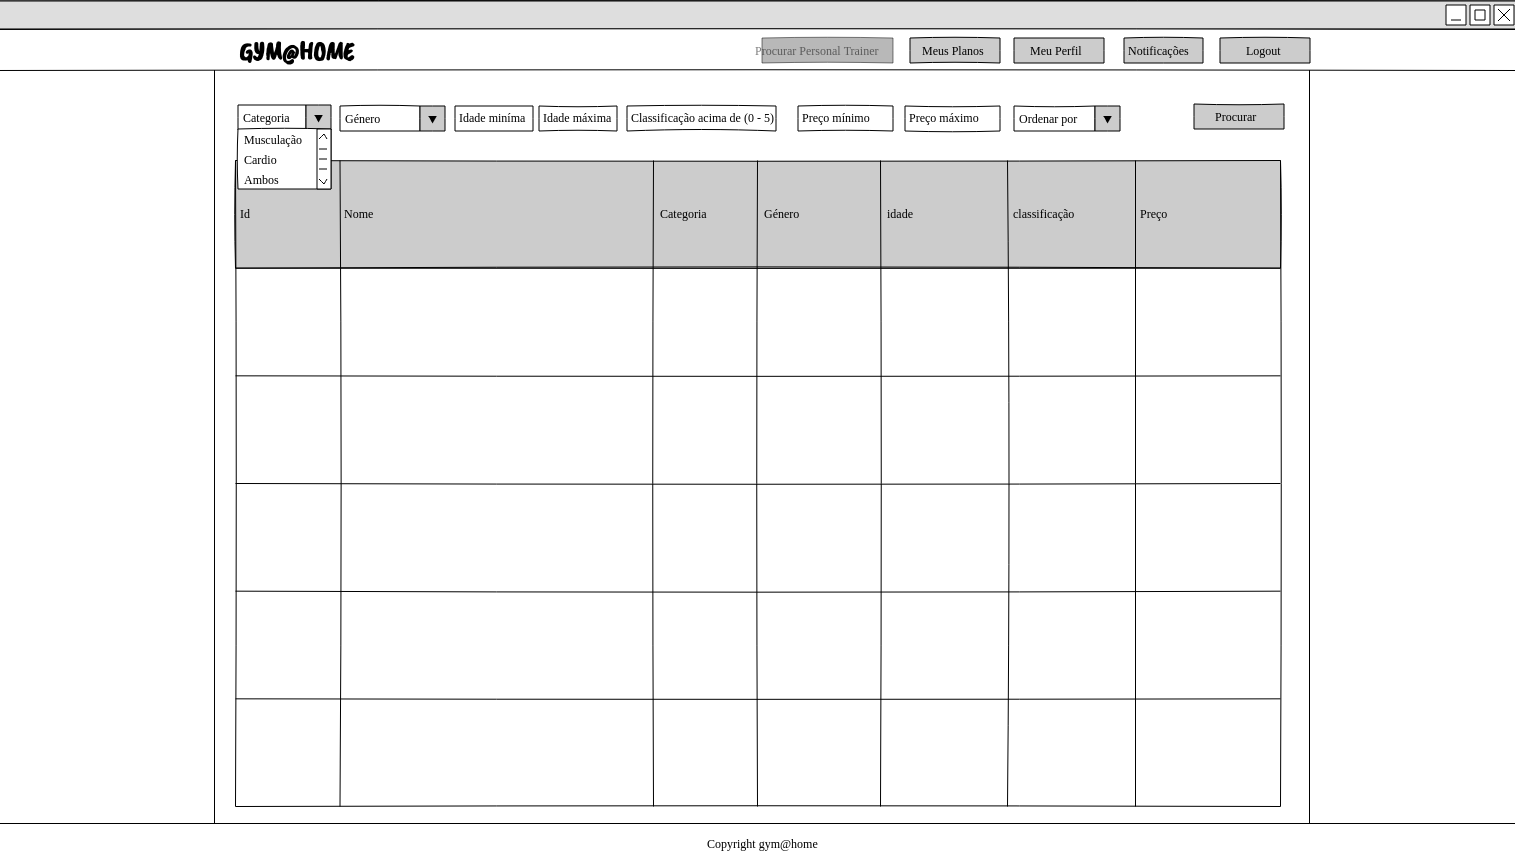 GYM@HOME
Procurar Personal Trainer
Meus Planos
Meu Perfil
Notificações
Logout
Categoria
Género
Idade miníma
Idade máxima
Classificação acima de (0 - 5)
Preço mínimo
Preço máximo
Ordenar por
Procurar
Musculação
Cardio
Ambos
Id
Nome
Categoria
Género
idade
classificação
Preço
Copyright gym@home